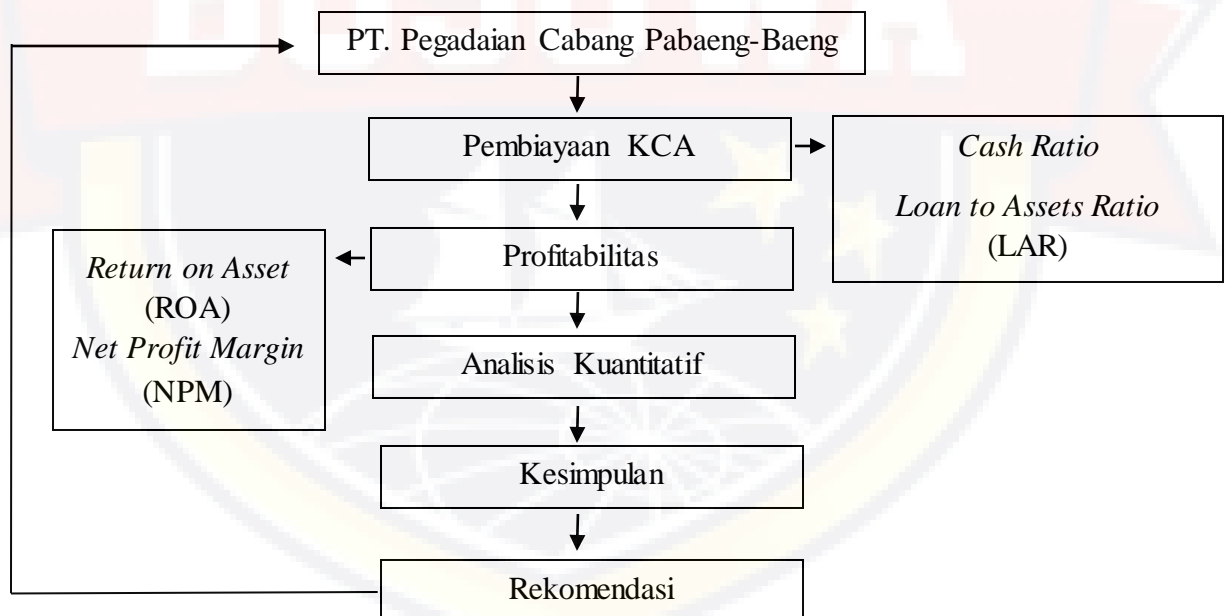 PT. Pegadaian Cabang Pabaeng-Baeng
Pembiayaan KCA
Cash Ratio
Loan to Assets Ratio
(LAR)
Profitabilitas
Return on Asset
(ROA)
Net Profit Margin
(NPM)
Analisis Kuantitatif
Kesimpulan
Rekomendasi